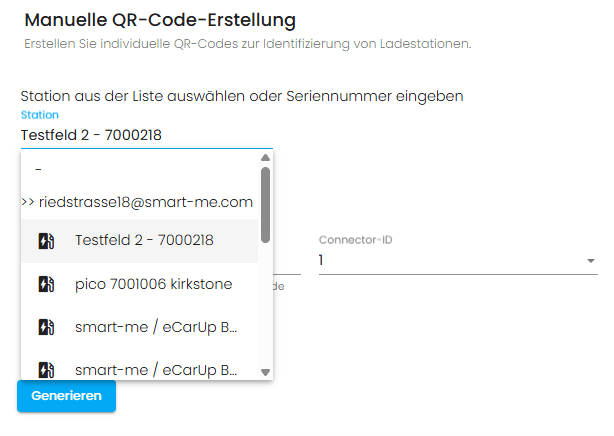 Manuelle QR-Code-Erstellung
Erstellen Sie individuelle QR-Codes zur Identifizierung von Ladestationen.
Station aus der Liste auswählen oder Seriennummer eingeben
Station
Testfeld 2 - 7000218
-
>> riedstrasse18@smart-me.com
Testfeld 2 - 7000218
Connector-ID
1
pico 7001006 kirkstone
de
smart-me / eCarUp B...
smart-me / eCarUp B...
Generieren